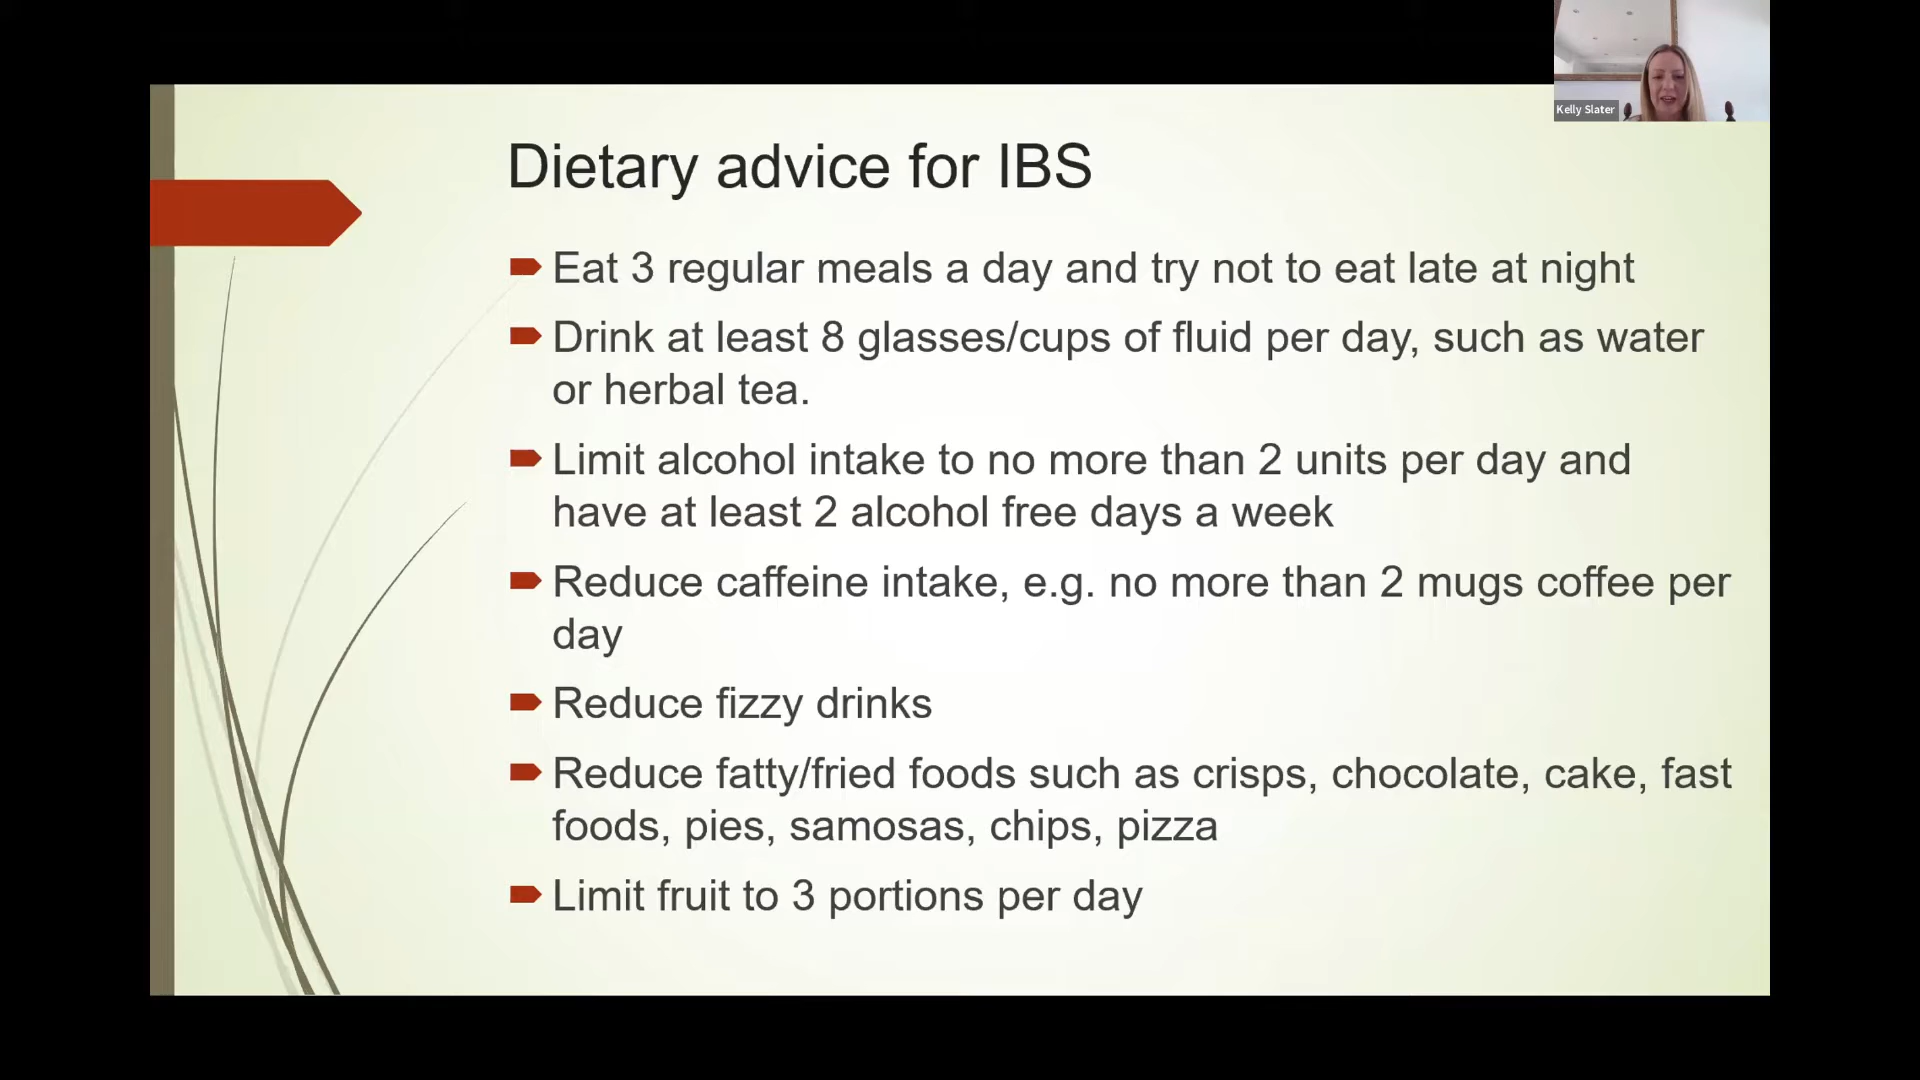 Kelly Slater
Dietary advice for IBS
Eat 3 regular meals a day and try not to eat late at night
Drink at least 8 glasses/cups of fluid per day, such as water
or herbal tea.
Limit alcohol intake to no more than 2 units per day and
have at least 2 alcohol free days a week
Reduce caffeine intake, e.g. no more than 2 mugs coffee per
day
Reduce fizzy drinks
Reduce fatty/fried foods such as crisps, chocolate, cake, fast
foods, pies, samosas, chips, pizza
Limit fruit to 3 portions per day